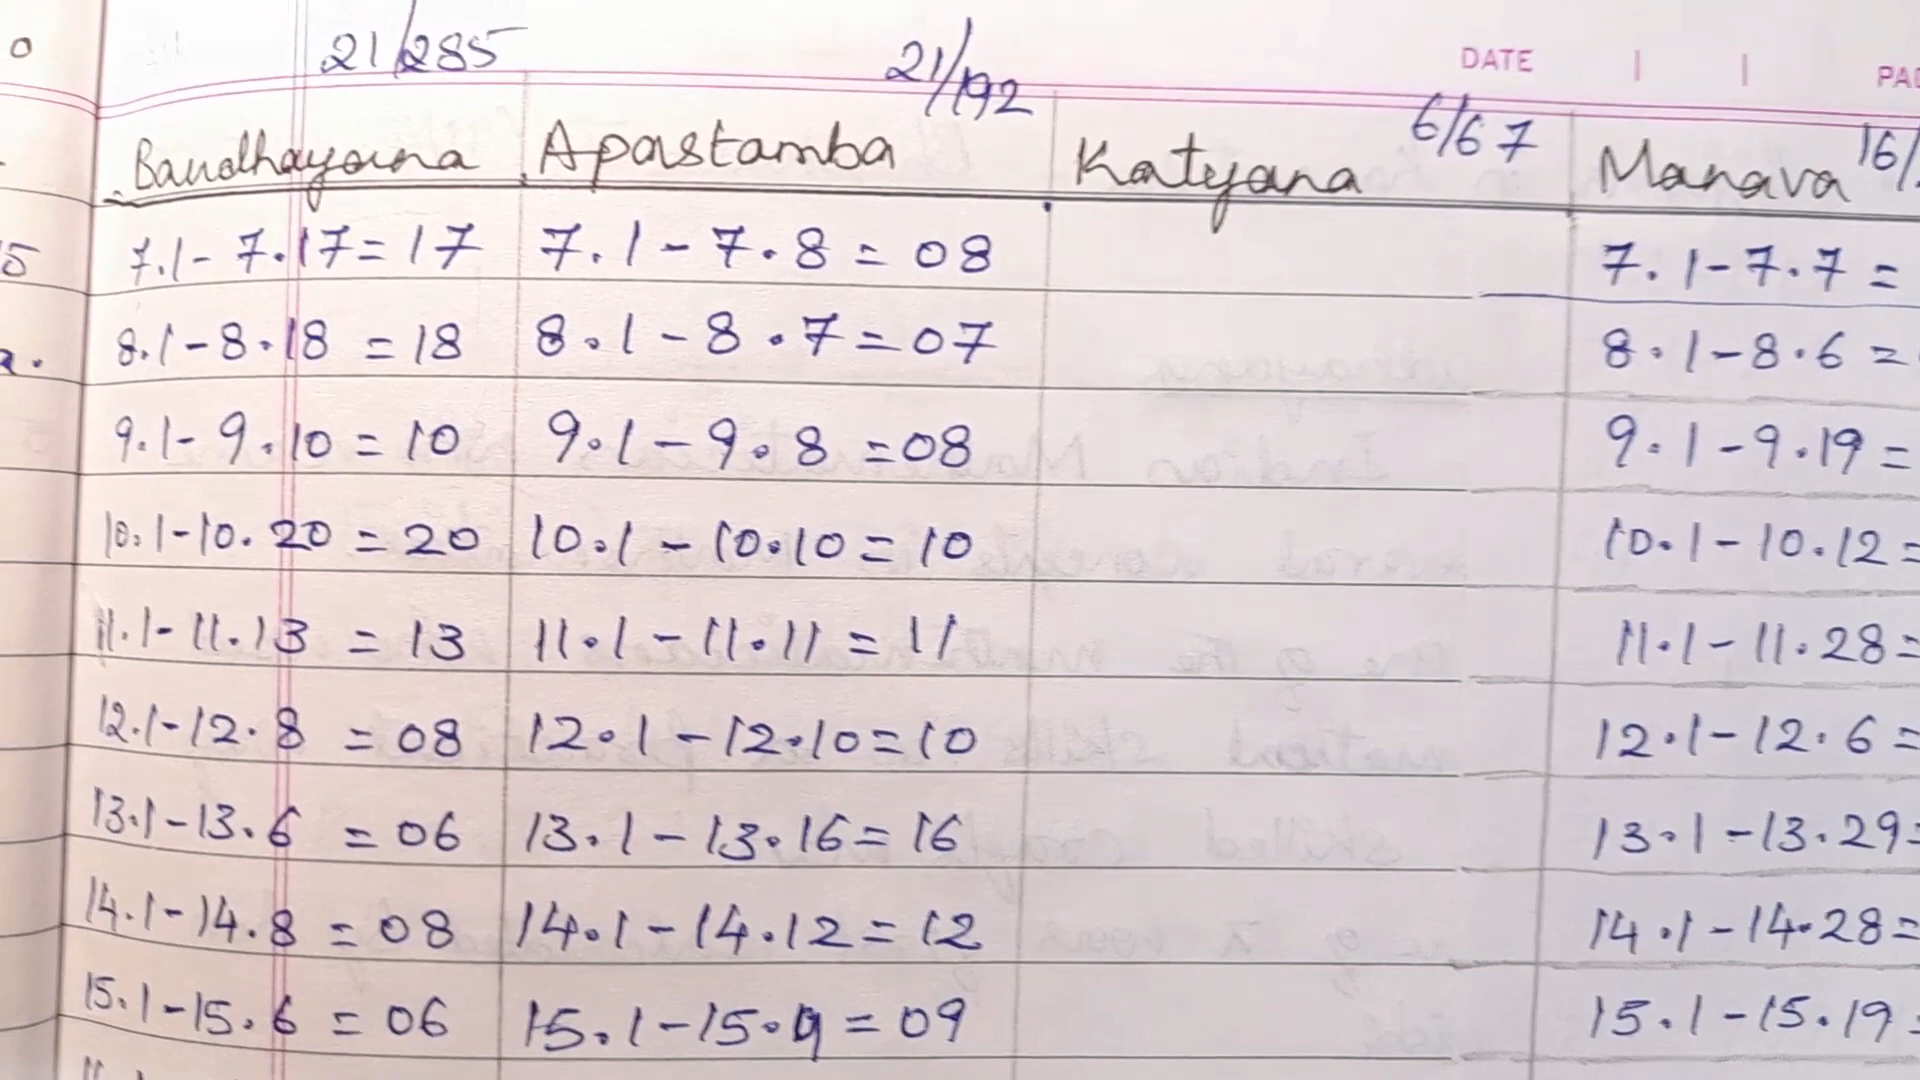 21/285 21/192 DATE 6/67 16/
Baudhayana Apastamba Katyana Manava
7.1-7.17=17 7.1-7.8=08 7.1-7.7=
8.1-8.18=18 8.1-8.7=07 8.1-8.6=
9.1-9.10=10 9.1-9.8=08 9.1-9.19=
10.1-10.20=20 10.1-10.10=10 10.1-10.12=
11.1-11.13=13 11.1-11.11=11 11.1-11.28=
12.1-12.8=08 12.1-12.10=10 12.1-12.6=
13.1-13.6=06 13.1-13.16=16 13.1-13.29=
14.1-14.8=08 14.1-14.12=12 14.1-14.28=
15.1-15.6=06 15.1-15.9=09 15.1-15.19=